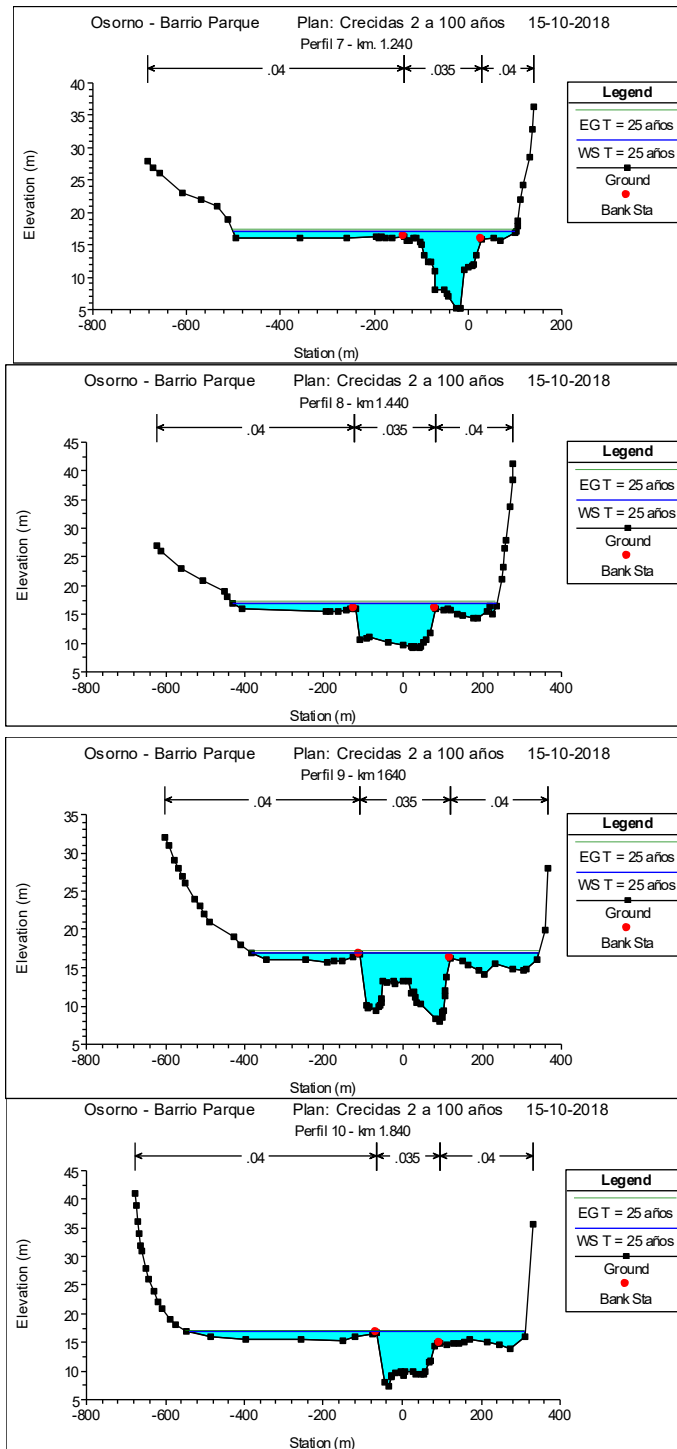 Osorno - Barrio Parque Plan: Crecidas 2 a 100 años 15-10-2018
Perfil 7 - km. 1.240
.04 .035 .04
40
35
30
25
20
15
10
5
Elevation (m)
-800 -600 -400 -200 0 200
Station (m)
Legend
EG T = 25 años
WS T = 25 años
Ground
Bank Sta
Osorno - Barrio Parque Plan: Crecidas 2 a 100 años 15-10-2018
Perfil 8 - km 1.440
.04 .035 .04
45
40
35
30
25
20
15
10
5
Elevation (m)
-800 -600 -400 -200 0 200 400
Station (m)
Legend
EG T = 25 años
WS T = 25 años
Ground
Bank Sta
Osorno - Barrio Parque Plan: Crecidas 2 a 100 años 15-10-2018
Perfil 9 - km 1640
.04 .035 .04
35
30
25
20
15
10
5
Elevation (m)
-800 -600 -400 -200 0 200 400
Station (m)
Legend
EG T = 25 años
WS T = 25 años
Ground
Bank Sta
Osorno - Barrio Parque Plan: Crecidas 2 a 100 años 15-10-2018
Perfil 10 - km 1.840
.04 .035 .04
45
40
35
30
25
20
15
10
5
Elevation (m)
-800 -600 -400 -200 0 200 400
Station (m)
Legend
EG T = 25 años
WS T = 25 años
Ground
Bank Sta